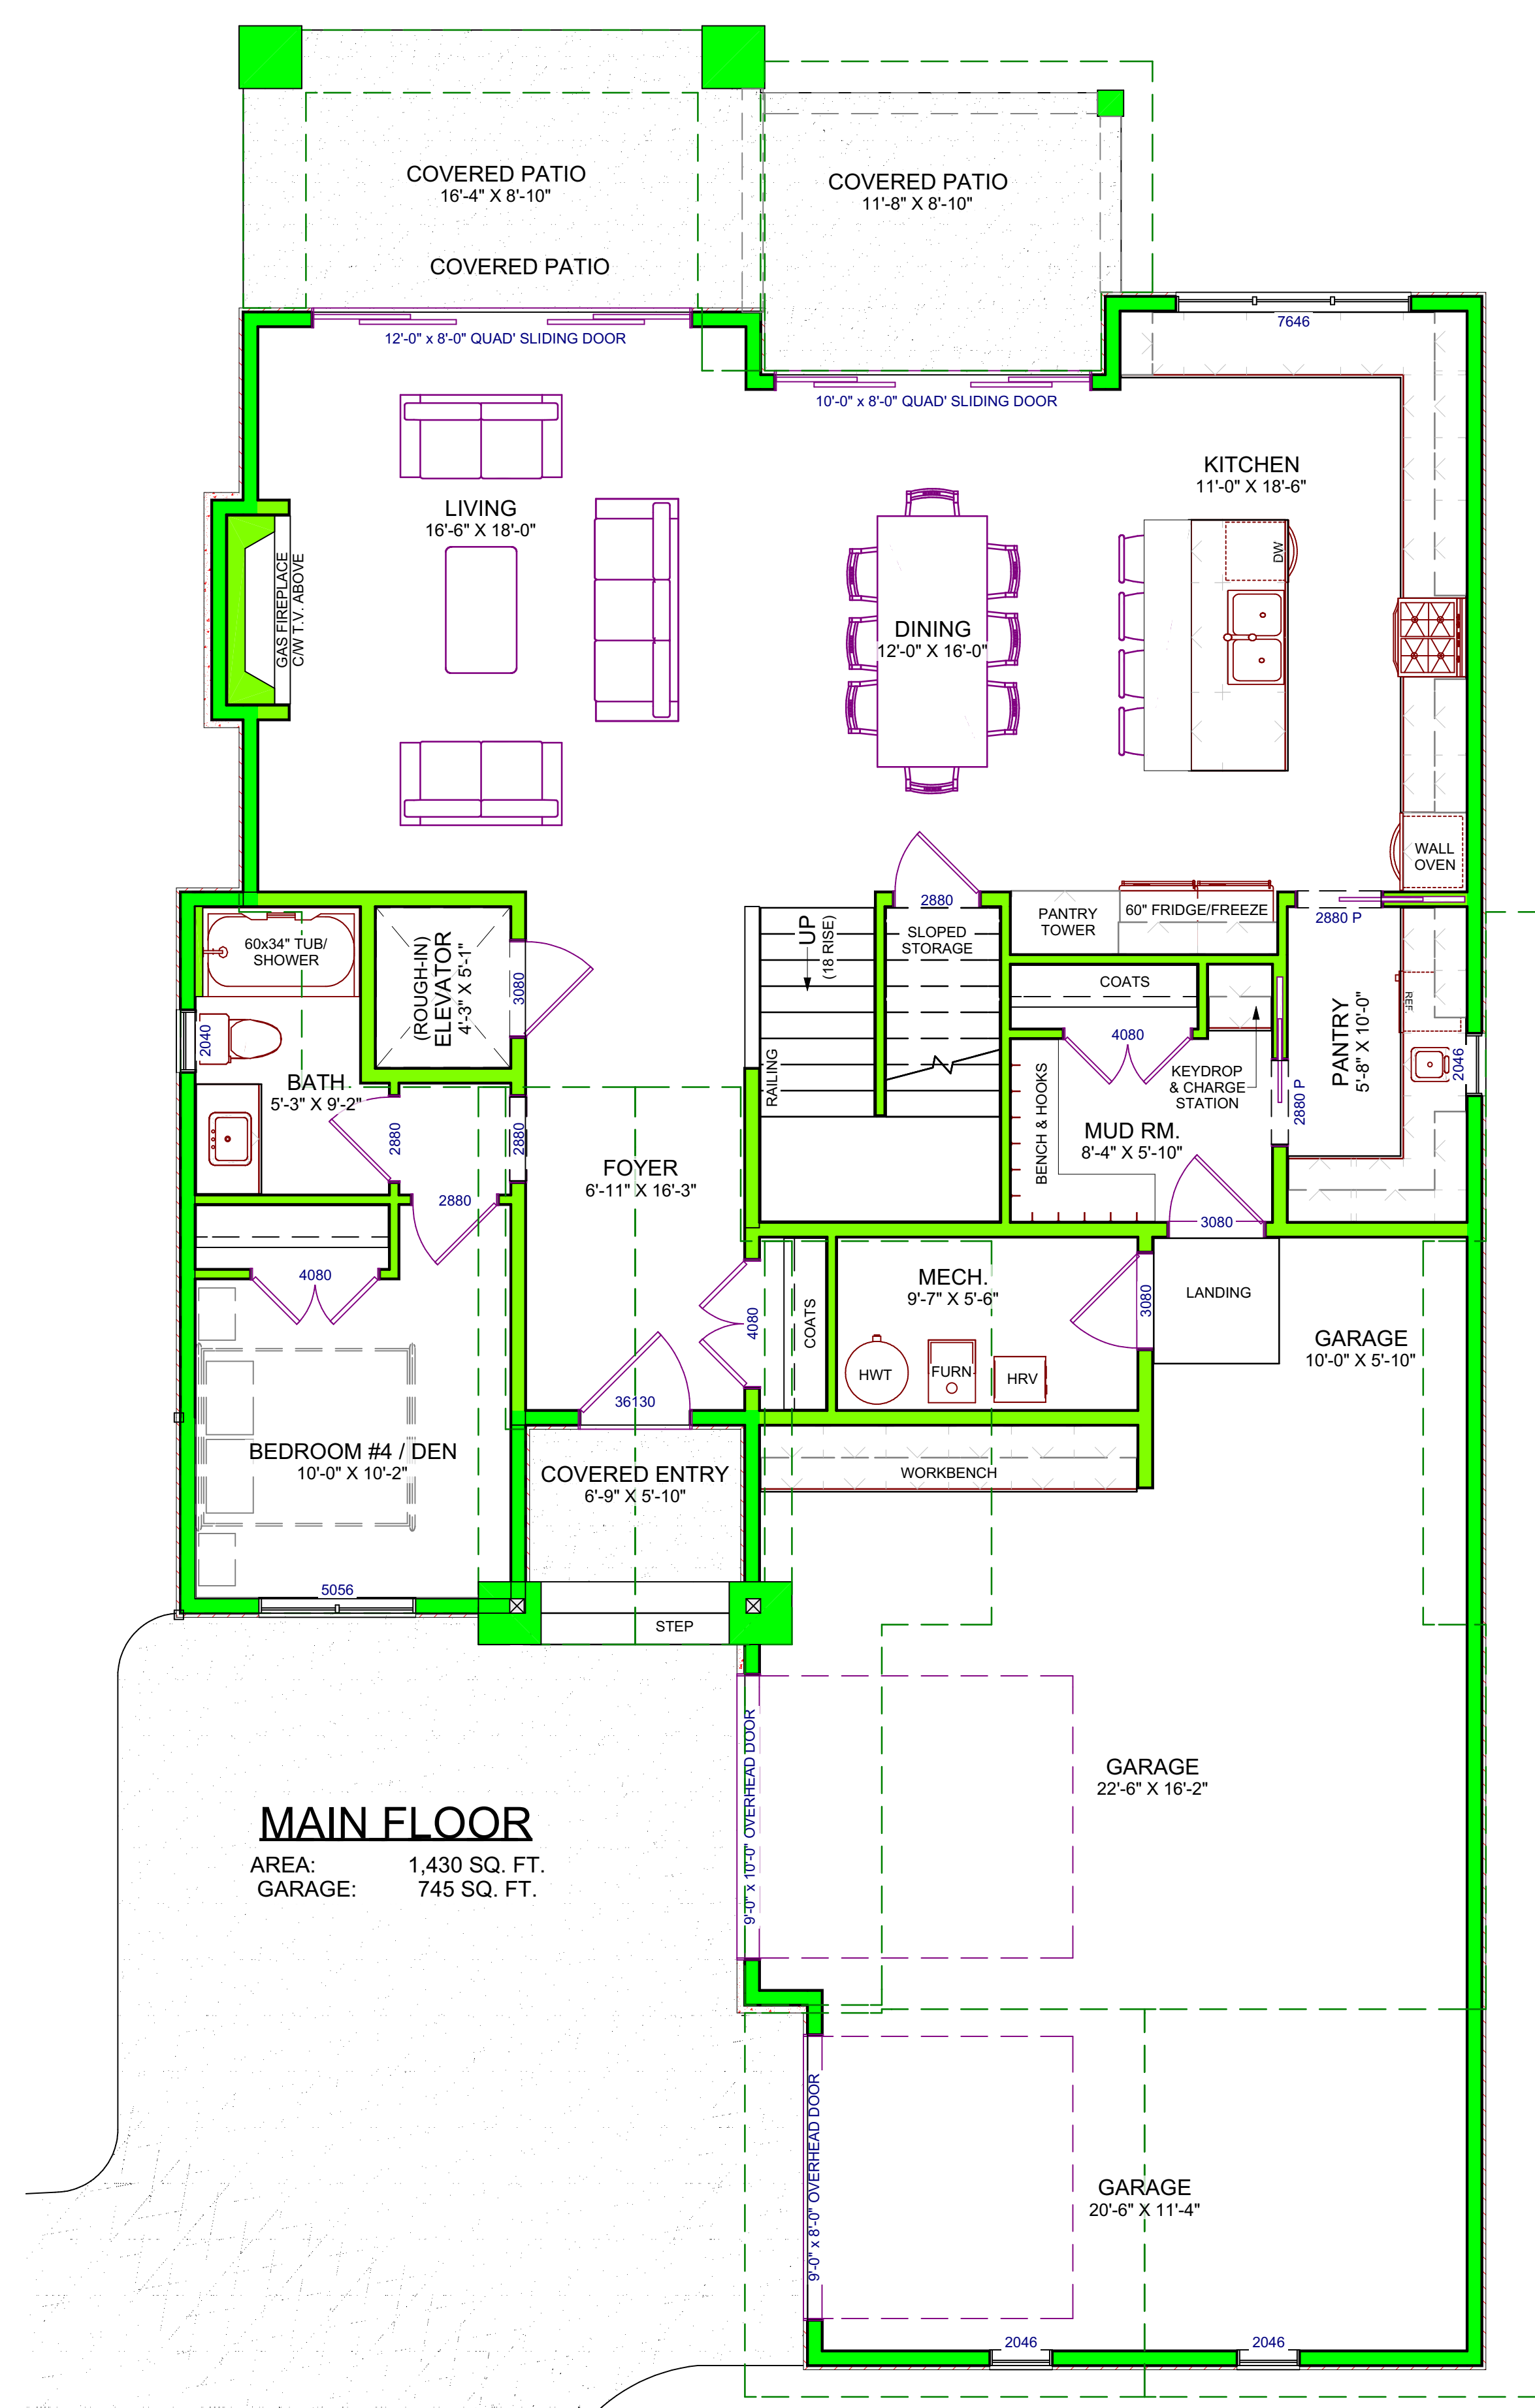 COVERED PATIO
16'-4" X 8'-10"
COVERED PATIO
11'-8" X 8'-10"
COVERED PATIO
12'-0" x 8'-0" QUAD' SLIDING DOOR
7646
10'-0" x 8'-0" QUAD' SLIDING DOOR
KITCHEN
11'-0" X 18'-6"
LIVING
16'-6" X 18'-0"
GAS FIREPLACE
C/W T.V. ABOVE
DW
DINING
12'-0" X 16'-0"
WALL
OVEN
2880
PANTRY
TOWER
60" FRIDGE/FREEZE
2880 P
60x34" TUB/
SHOWER
(ROUGH-IN)
ELEVATOR
4'-3" X 5'-1"
3080
UP
(18 RISE)
SLOPED
STORAGE
COATS
REF.
2040
4080
KEYDROP
& CHARGE
STATION
PANTRY
5'-8" X 10'-0"
2046
RAILING
BATH
5'-3" X 9'-2"
2880
2880
BENCH & HOOKS
MUD RM.
8'-4" X 5'-10"
2880 P
FOYER
6'-11" X 16'-3"
2880
3080
4080
4080
COATS
MECH.
9'-7" X 5'-6"
3080
LANDING
GARAGE
10'-0" X 5'-10"
HWT
FURN
HRV
36130
BEDROOM #4 / DEN
10'-0" X 10'-2"
COVERED ENTRY
6'-9" X 5'-10"
WORKBENCH
5056
STEP
9'-0" x 10'-0" OVERHEAD DOOR
GARAGE
22'-6" X 16'-2"
MAIN FLOOR
AREA: 1,430 SQ. FT.
GARAGE: 745 SQ. FT.
9'-0" x 8'-0" OVERHEAD DOOR
GARAGE
20'-6" X 11'-4"
2046
2046